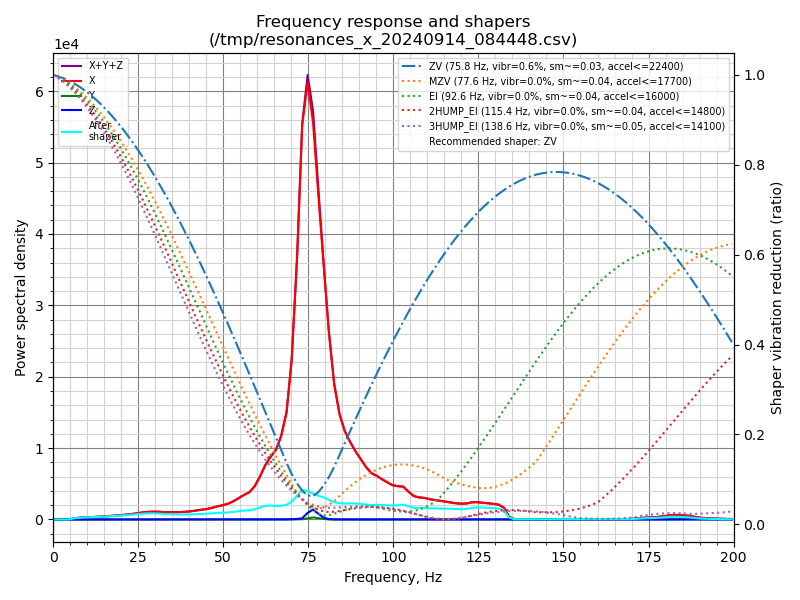 Frequency response and shapers
(/tmp/resonances_x_20240914_084448.csv)
1e4
X+Y+Z
X
Y
Z
After
shaper
ZV (75.8 Hz, vibr=0.6%, sm~=0.03, accel<=22400)
MZV (77.6 Hz, vibr=0.0%, sm~=0.04, accel<=17700)
EI (92.6 Hz, vibr=0.0%, sm~=0.04, accel<=16000)
2HUMP_EI (115.4 Hz, vibr=0.0%, sm~=0.04, accel<=14800)
3HUMP_EI (138.6 Hz, vibr=0.0%, sm~=0.05, accel<=14100)
Recommended shaper: ZV
Power spectral density
6
5
4
3
2
1
0
1.0
0.8
0.6
0.4
0.2
0.0
Shaper vibration reduction (ratio)
0 25 50 75 100 125 150 175 200
Frequency, Hz